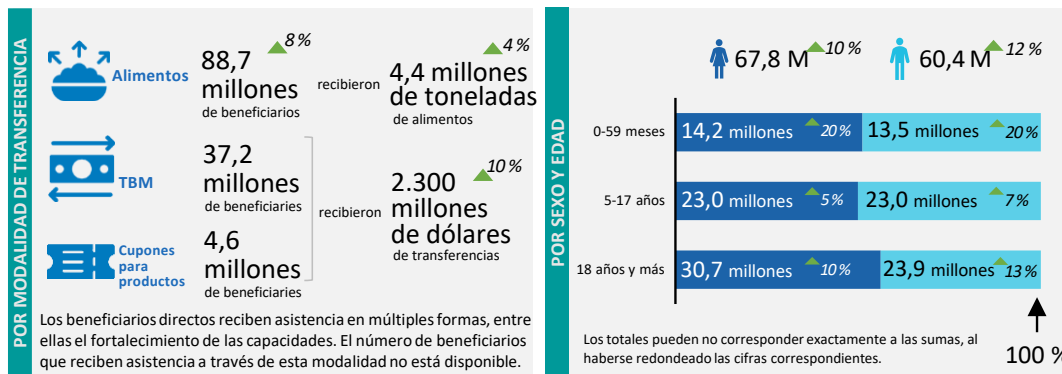 POR MODALIDAD DE TRANSFERENCIA
Alimentos
88,7
millones
de beneficiarios
8 %
recibieron
4,4 millones
de toneladas
de alimentos
4 %
TBM
37,2
millones
de beneficiaries
Cupones
para
productos
4,6
millones
de beneficiaries
recibieron
2.300
millones
de dólares
de transferencias
10 %
Los beneficiarios directos reciben asistencia en múltiples formas, entre
ellas el fortalecimiento de las capacidades. El número de beneficiarios
que reciben asistencia a través de esta modalidad no está disponible.
POR SEXO Y EDAD
67,8 M 10 %
60,4 M 12 %
0-59 meses 14,2 millones 20 % 13,5 millones 20 %
5-17 años 23,0 millones 5 % 23,0 millones 7 %
18 años y más 30,7 millones 10 % 23,9 millones 13 %
Los totales pueden no corresponder exactamente a las sumas, al
haberse redondeado las cifras correspondientes.
100 %